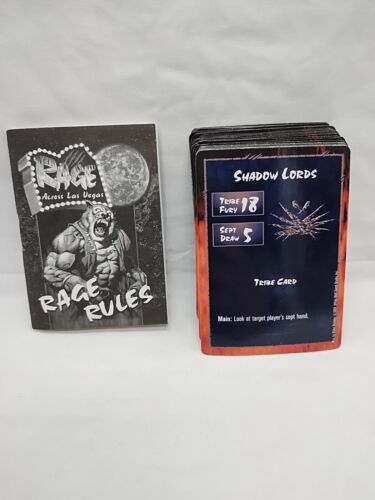 RAGE
ACROSS LAS VEGAS
RAGE
RULES
SHADOW LORDS
TRIBE
FURY 18
SEPT
DRAW 5
TRIBE CARD
Main: Look at target player's sept hand.